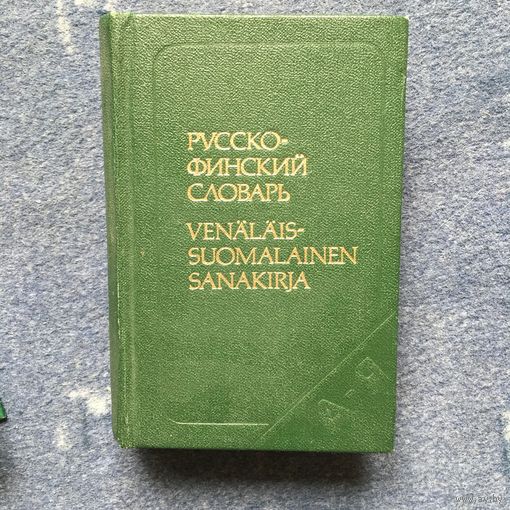 РУССКО-
ФИНСКИЙ
СЛОВАРЬ
VENÄLÄIS-
SUOMALAINEN
SANAKIRJA